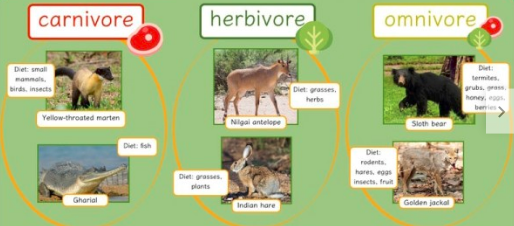 carnivore
Diet: small
mammals,
birds, insects
Yellow-throated marten
Diet: fish
Gharial
herbivore
Diet: grasses,
herbs
Nilgai antelope
Diet: grasses,
plants
Indian hare
omnivore
Diet:
termites,
grubs, grass,
honey, eggs,
berries
Sloth bear
Diet:
rodents,
hares, eggs
insects, fruit
Golden jackal